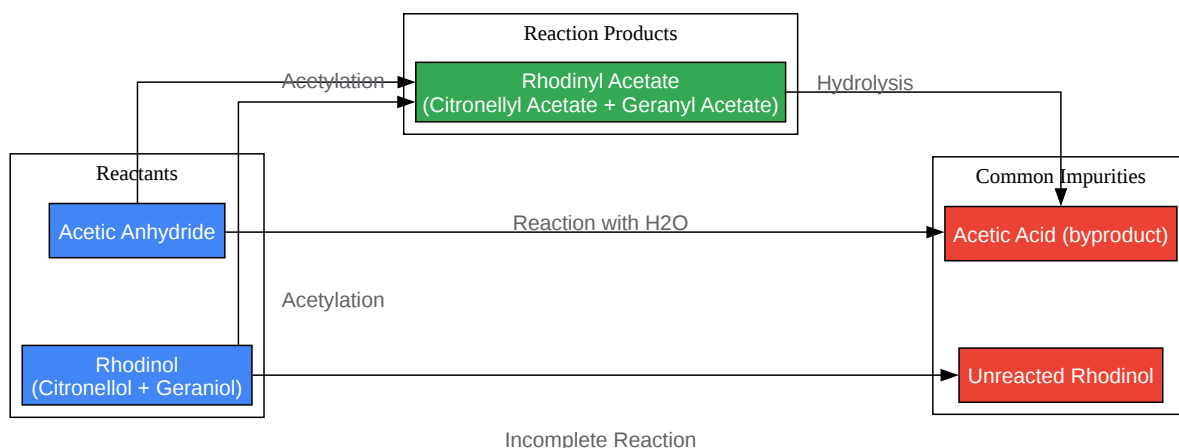 Reaction Products
Acetylation
Rhodinyl Acetate
(Citronellyl Acetate + Geranyl Acetate)
Hydrolysis
Reactants
Common Impurities
Acetic Anhydride
Reaction with H2O
Acetic Acid (byproduct)
Acetylation
Rhodinol
(Citronellol + Geraniol)
Unreacted Rhodinol
Incomplete Reaction